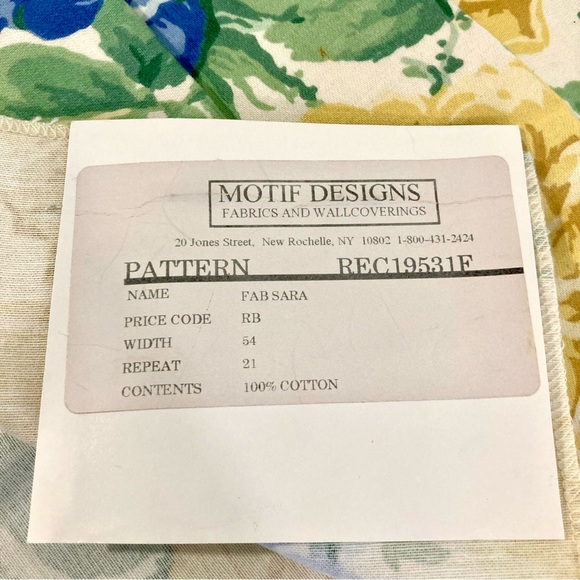 MOTIF DESIGNS
FABRICS AND WALLCOVERINGS
20 Jones Street, New Rochelle, NY 10802 1-800-431-2424
PATTERN REC19531F
NAME FAB SARA
PRICE CODE RB
WIDTH 54
REPEAT 21
CONTENTS 100% COTTON